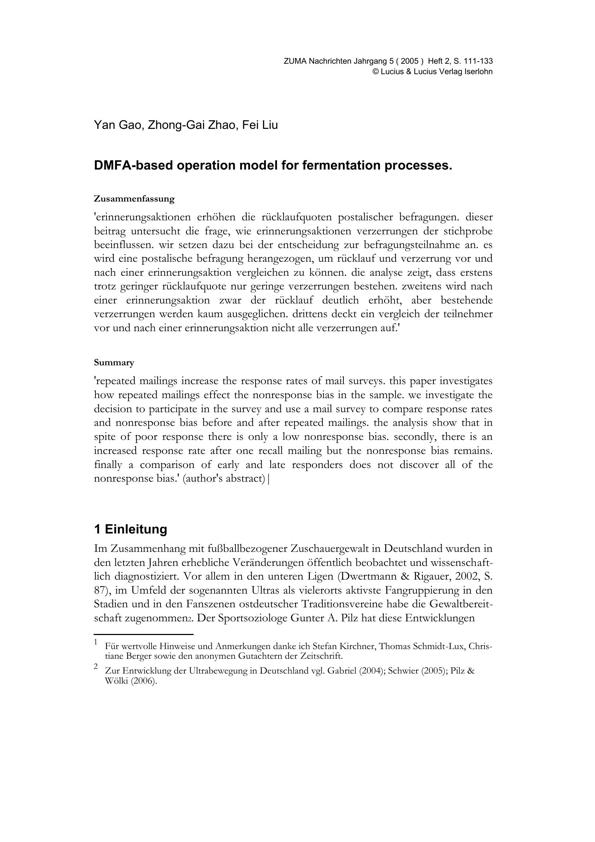 ZUMA Nachrichten Jahrgang 5 ( 2005 )  Heft 2, S. 111-133
© Lucius & Lucius Verlag Iserlohn
Yan Gao, Zhong-Gai Zhao, Fei Liu
DMFA-based operation model for fermentation processes.
Zusammenfassung
'erinnerungsaktionen erhöhen die rücklaufquoten postalischer befragungen. dieser
beitrag untersucht die frage, wie erinnerungsaktionen verzerrungen der stichprobe
beeinflussen. wir setzen dazu bei der entscheidung zur befragungsteilnahme an. es
wird eine postalische befragung herangezogen, um rücklauf und verzerrung vor und
nach einer erinnerungsaktion vergleichen zu können. die analyse zeigt, dass erstens
trotz geringer rücklaufquote nur geringe verzerrungen bestehen. zweitens wird nach
einer erinnerungsaktion zwar der rücklauf deutlich erhöht, aber bestehende
verzerrungen werden kaum ausgeglichen. drittens deckt ein vergleich der teilnehmer
vor und nach einer erinnerungsaktion nicht alle verzerrungen auf.'
Summary
'repeated mailings increase the response rates of mail surveys. this paper investigates
how repeated mailings effect the nonresponse bias in the sample. we investigate the
decision to participate in the survey and use a mail survey to compare response rates
and nonresponse bias before and after repeated mailings. the analysis show that in
spite of poor response there is only a low nonresponse bias. secondly, there is an
increased response rate after one recall mailing but the nonresponse bias remains.
finally a comparison of early and late responders does not discover all of the
nonresponse bias.' (author's abstract)|
1 Einleitung
Im Zusammenhang mit fußballbezogener Zuschauergewalt in Deutschland wurden in
den letzten Jahren erhebliche Veränderungen öffentlich beobachtet und wissenschaft-
lich diagnostiziert. Vor allem in den unteren Ligen (Dwertmann & Rigauer, 2002, S.
87), im Umfeld der sogenannten Ultras als vielerorts aktivste Fangruppierung in den
Stadien und in den Fanszenen ostdeutscher Traditionsvereine habe die Gewaltbereit-
schaft zugenommen2. Der Sportsoziologe Gunter A. Pilz hat diese Entwicklungen
1 Für wertvolle Hinweise und Anmerkungen danke ich Stefan Kirchner, Thomas Schmidt-Lux, Chris-
tiane Berger sowie den anonymen Gutachtern der Zeitschrift.
2 Zur Entwicklung der Ultrabewegung in Deutschland vgl. Gabriel (2004); Schwier (2005); Pilz &
Wölki (2006).